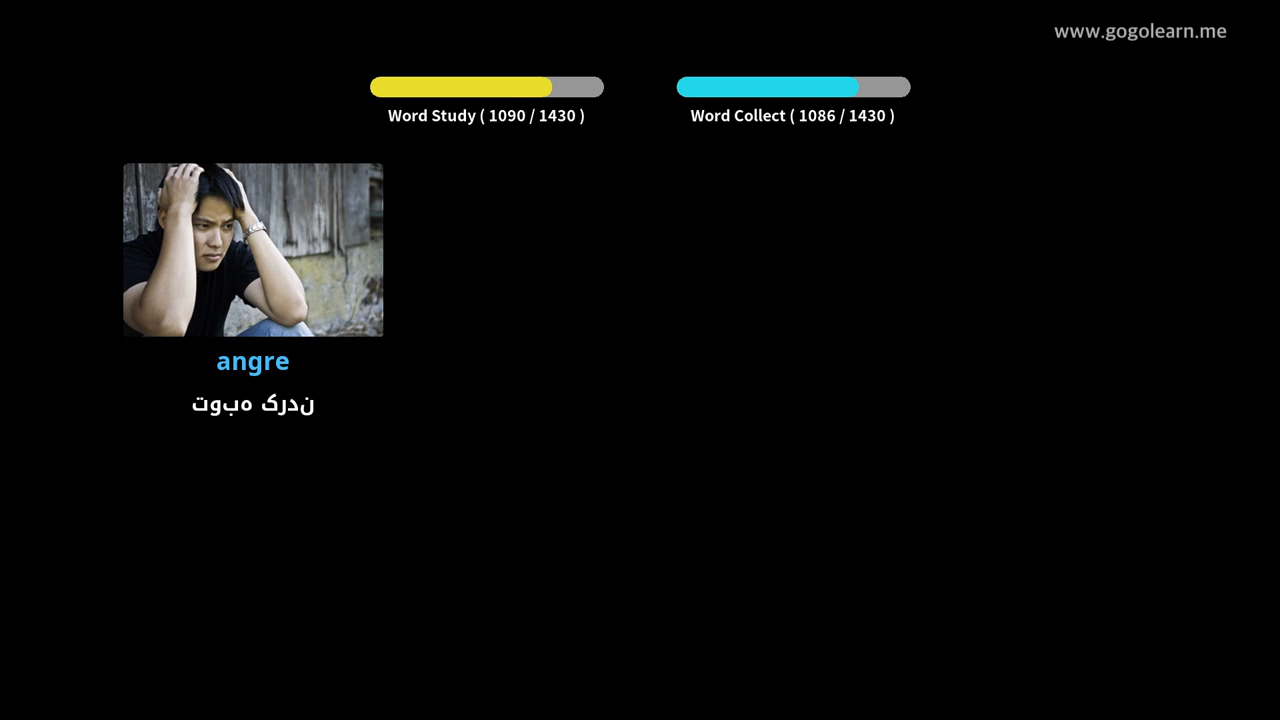 www.gogolearn.me
Word Study ( 1090 / 1430 )
Word Collect ( 1086 / 1430 )
angre
ندرک هبوت